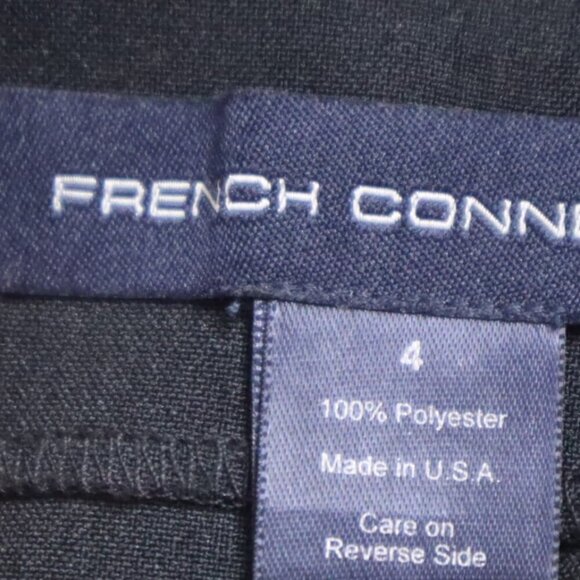 FRENCH CONNE
4
100% Polyester
Made in U.S.A.
Care on
Reverse Side